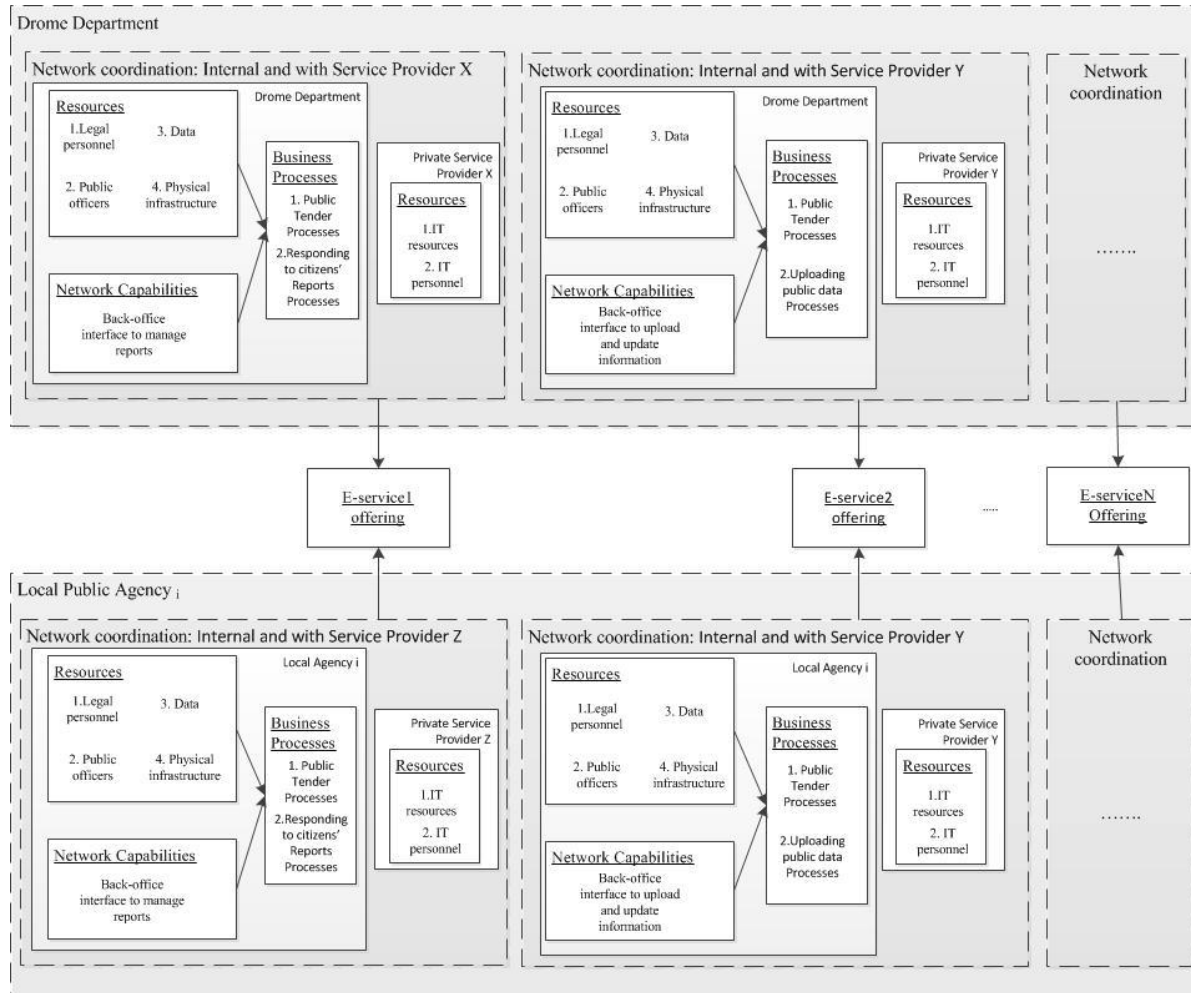 Drome Department
Network coordination: Internal and with Service Provider X
Drome Department
Resources
1.Legal
personnel
3. Data
2. Public
officers
4. Physical
infrastructure
Network Capabilities
Back-office
interface to manage
reports
Business
Processes
1. Public
Tender
Processes
2.Responding
to citizens'
Reports
Processes
Private Service
Provider X
Resources
1.IT
resources
2. IT
personnel
Network coordination: Internal and with Service Provider Y
Drome Department
Resources
1.Legal
personnel
3. Data
2. Public
officers
4. Physical
infrastructure
Network Capabilities
Back-office
interface to upload
and update
information
Business
Processes
1. Public
Tender
Processes
2.Uploading
public data
Processes
Private Service
Provider Y
Resources
1.IT
resources
2. IT
personnel
Network
coordination
.......
E-service1
offering
E-service2
offering
.....
E-serviceN
Offering
Local Public Agency i
Network coordination: Internal and with Service Provider Z
Local Agency i
Resources
1.Legal
personnel
3. Data
2. Public
officers
4. Physical
infrastructure
Network Capabilities
Back-office
interface to manage
reports
Business
Processes
1. Public
Tender
Processes
2.Responding
to citizens'
Reports
Processes
Private Service
Provider Z
Resources
1.IT
resources
2. IT
personnel
Network coordination: Internal and with Service Provider Y
Local Agency i
Resources
1.Legal
personnel
3. Data
2. Public
officers
4. Physical
infrastructure
Network Capabilities
Back-office
interface to upload
and update
information
Business
Processes
1. Public
Tender
Processes
2.Uploading
public data
Processes
Private Service
Provider Y
Resources
1.IT
resources
2. IT
personnel
Network
coordination
.......